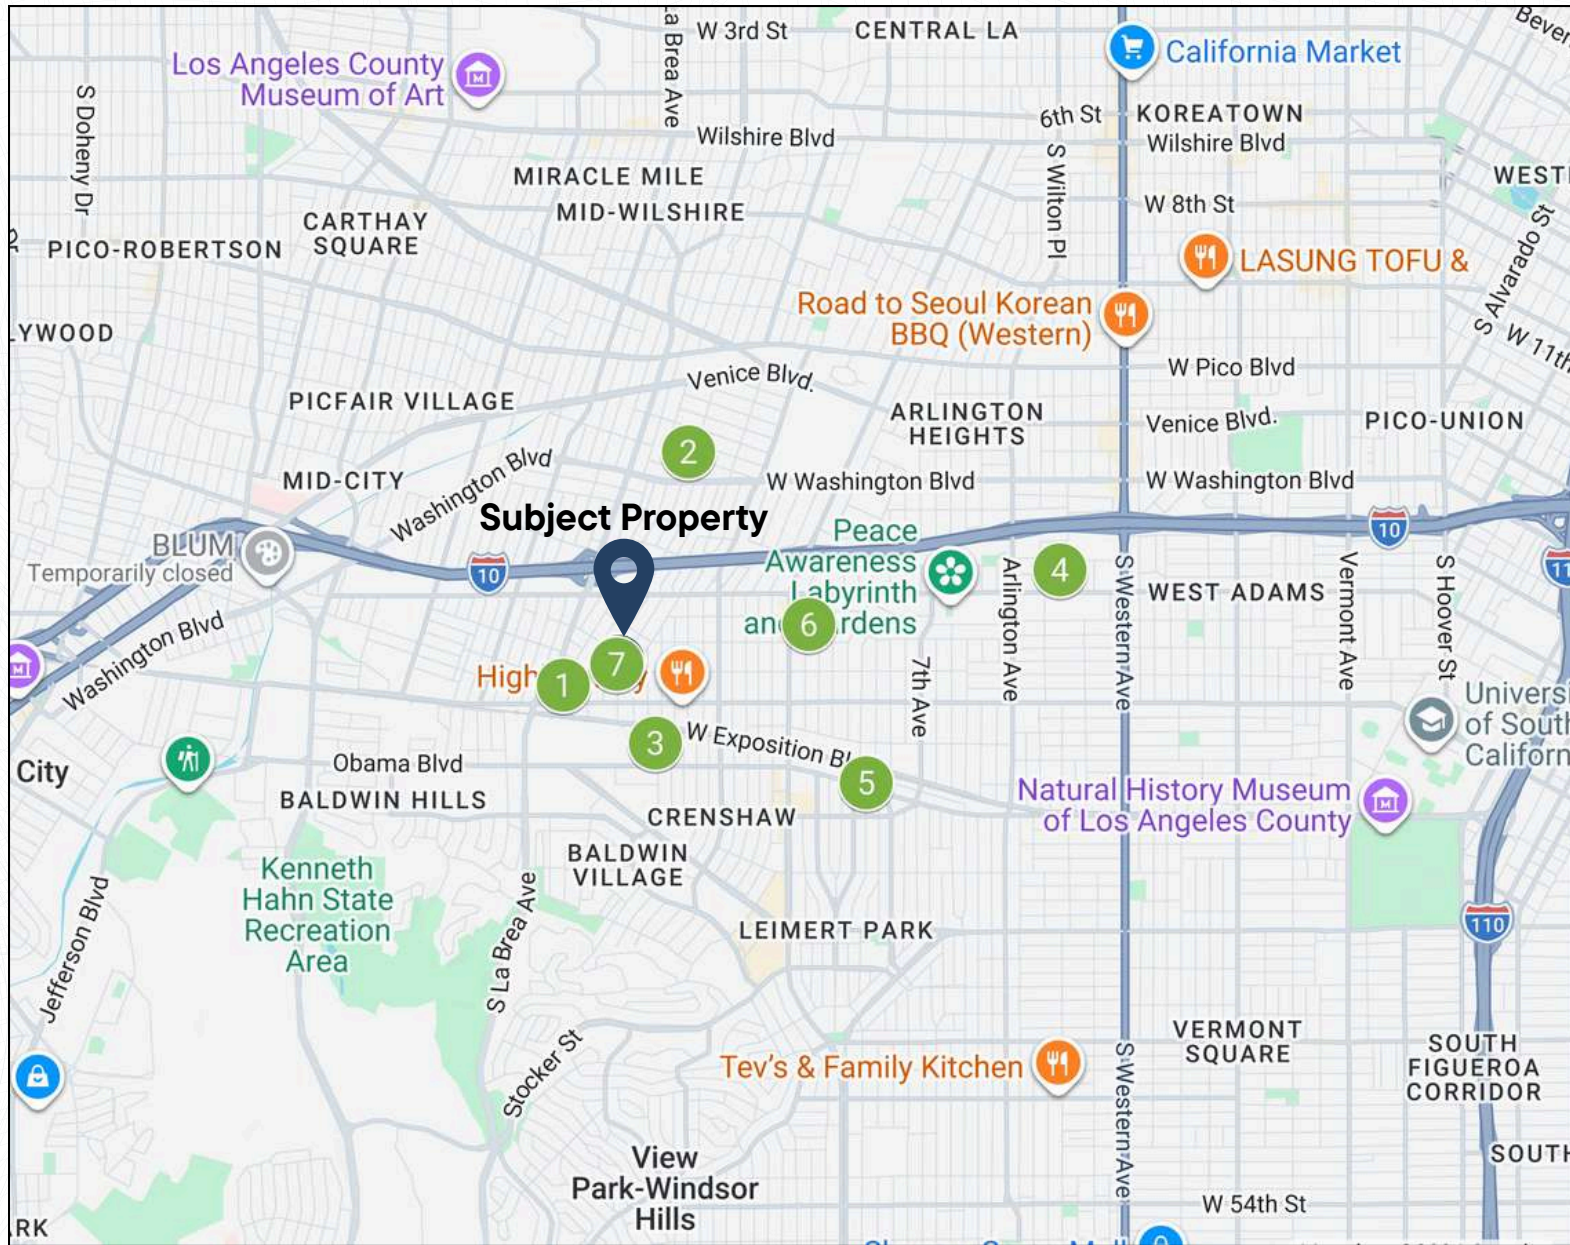 W 3rd St
CENTRAL LA
La Brea Ave
Los Angeles County
Museum of Art
California Market
6th St
KOREATOWN
Wilshire Blvd
Wilshire Blvd
S Doheny Dr
S Wilton Pl
MIRACLE MILE
MID-WILSHIRE
W 8th St
S Alvarado St
CARTHAY
SQUARE
PICO-ROBERTSON
LASUNG TOFU &
Road to Seoul Korean
BBQ (Western)
LYWOOD
W 11th
W Pico Blvd
Venice Blvd.
PICFAIR VILLAGE
ARLINGTON
HEIGHTS
Venice Blvd.
PICO-UNION
2
MID-CITY
Washington Blvd
W Washington Blvd
W Washington Blvd
Subject Property
10
BLUM
Temporarily closed
10
Peace
Awareness
Labyrinth
6
4
Arlington Ave
S Western Ave
WEST ADAMS
Vermont Ave
S Hoover St
Washington Blvd
High
1
7
7th Ave
3
W Exposition Bl
5
of South
Californ
City
Obama Blvd
BALDWIN HILLS
CRENSHAW
Natural History Museum
of Los Angeles County
BALDWIN
VILLAGE
Kenneth
Hahn State
Recreation
Area
Jefferson Blvd
S La Brea Ave
LEIMERT PARK
110
Stocker St
Tev's & Family Kitchen
VERMONT
SQUARE
SOUTH
FIGUEROA
CORRIDOR
S Western Ave
View
Park-Windsor
Hills
SOUTH
W 54th St